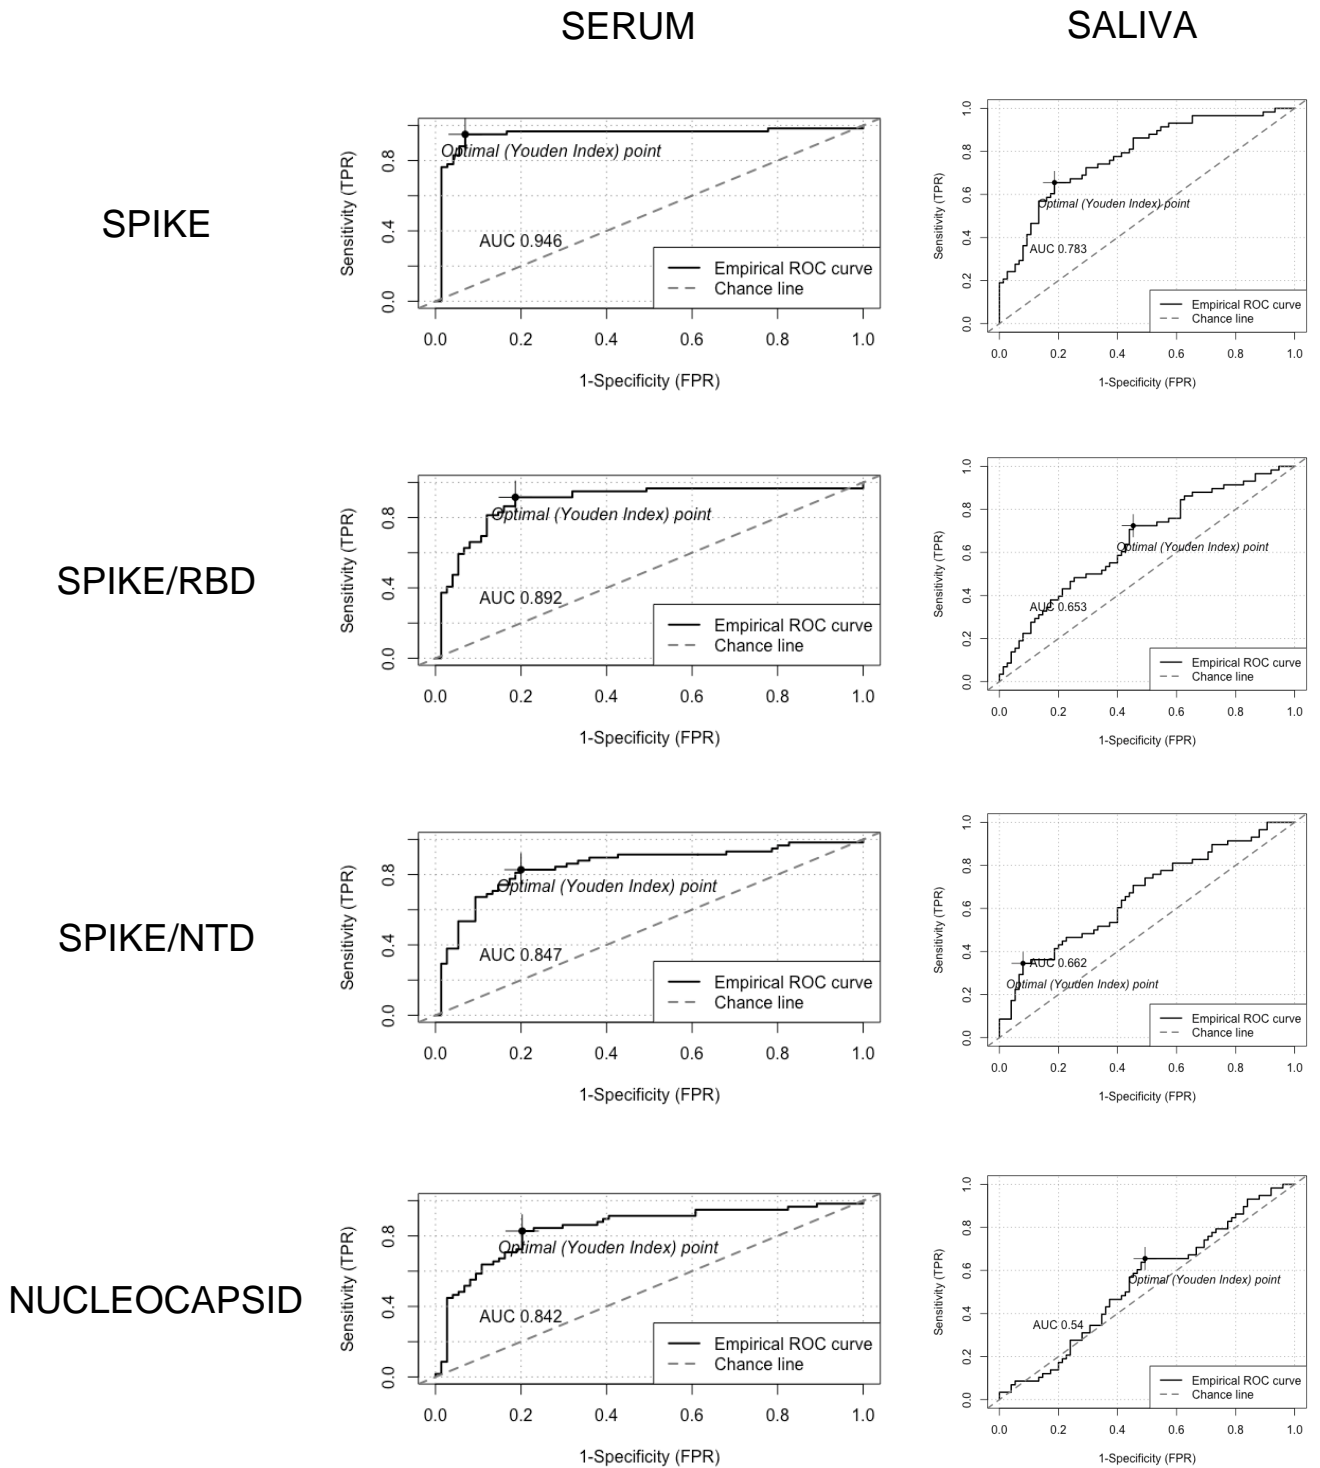 SERUM
SALIVA
SPIKE
Sensitivity (TPR)
0.0 0.4 0.8
Optimal (Youden Index) point
AUC 0.946
Empirical ROC curve
Chance line
0.0 0.2 0.4 0.6 0.8 1.0
1-Specificity (FPR)
Sensitivity (TPR)
0.0 0.2 0.4 0.6 0.8 1.0
Optimal (Youden Index) point
AUC 0.783
Empirical ROC curve
Chance line
0.0 0.2 0.4 0.6 0.8 1.0
1-Specificity (FPR)
SPIKE/RBD
Sensitivity (TPR)
0.0 0.4 0.8
Optimal (Youden Index) point
AUC 0.892
Empirical ROC curve
Chance line
0.0 0.2 0.4 0.6 0.8 1.0
1-Specificity (FPR)
Sensitivity (TPR)
0.0 0.2 0.4 0.6 0.8 1.0
Optimal (Youden Index) point
AUC 0.653
Empirical ROC curve
Chance line
0.0 0.2 0.4 0.6 0.8 1.0
1-Specificity (FPR)
SPIKE/NTD
Sensitivity (TPR)
0.0 0.4 0.8
Optimal (Youden Index) point
AUC 0.847
Empirical ROC curve
Chance line
0.0 0.2 0.4 0.6 0.8 1.0
1-Specificity (FPR)
Sensitivity (TPR)
0.0 0.2 0.4 0.6 0.8 1.0
AUC 0.662
Optimal (Youden Index) point
Empirical ROC curve
Chance line
0.0 0.2 0.4 0.6 0.8 1.0
1-Specificity (FPR)
NUCLEOCAPSID
Sensitivity (TPR)
0.0 0.4 0.8
Optimal (Youden Index) point
AUC 0.842
Empirical ROC curve
Chance line
0.0 0.2 0.4 0.6 0.8 1.0
1-Specificity (FPR)
Sensitivity (TPR)
0.0 0.2 0.4 0.6 0.8 1.0
Optimal (Youden Index) point
AUC 0.54
Empirical ROC curve
Chance line
0.0 0.2 0.4 0.6 0.8 1.0
1-Specificity (FPR)